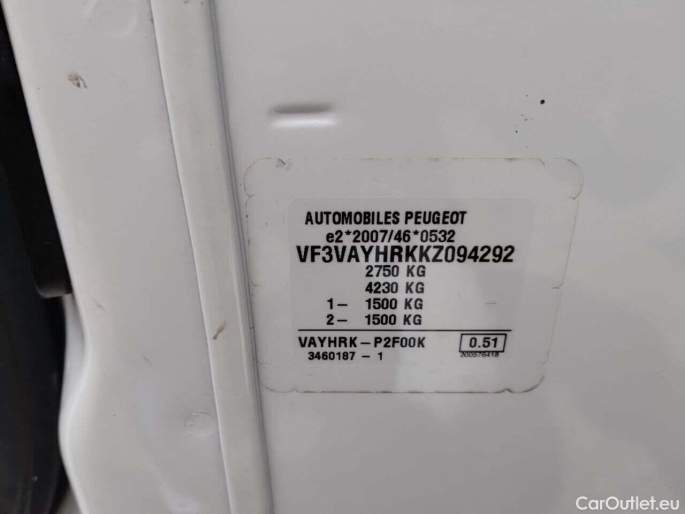 AUTOMOBILES PEUGEOT
e2*2007/46*0532
VF3VAYHRKKZ094292
2750 KG
4230 KG
1- 1500 KG
2- 1500 KG
VAYHRK-P2F00K 0.51
3460187 - 1
CarOutlet.eu